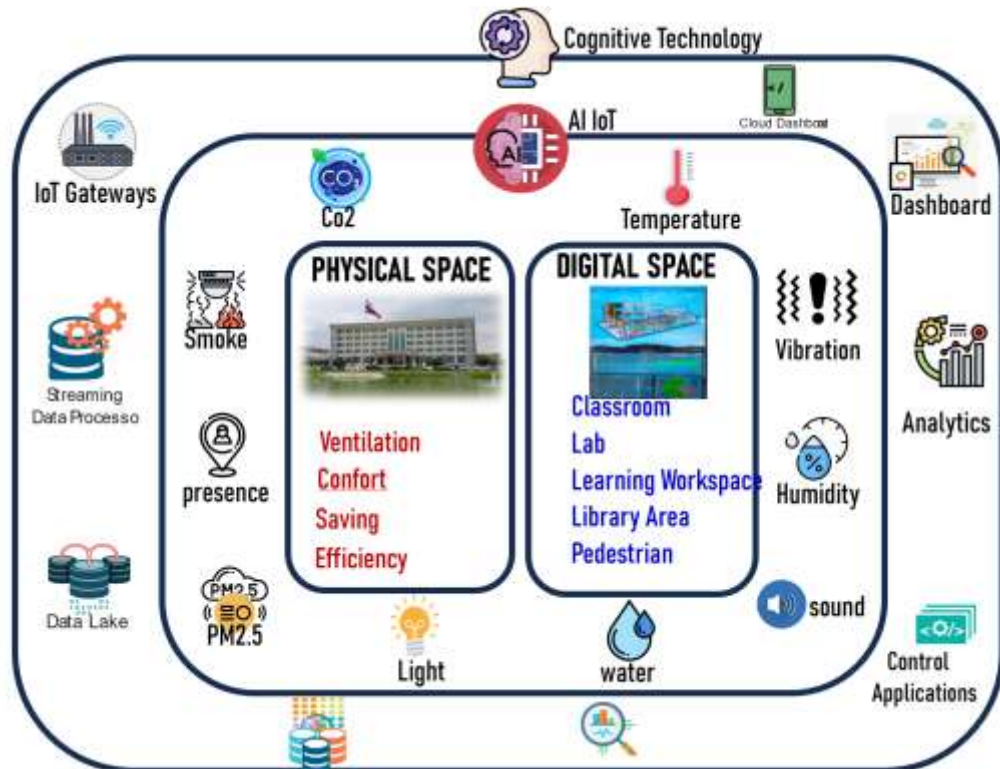 Cognitive Technology
AI IoT
AI
Cloud Dashboard
IoT Gateways
CO2
Co2
Temperature
Dashboard
PHYSICAL SPACE
DIGITAL SPACE
Smoke
Vibration
Streaming
Data Processo
Classroom
Analytics
Ventilation
Lab
presence
Confort
Learning Workspace
%
Humidity
Saving
Library Area
Efficiency
Pedestrian
PM2.5
PM2.5
Data Lake
sound
Light
water
</>
Control
Applications